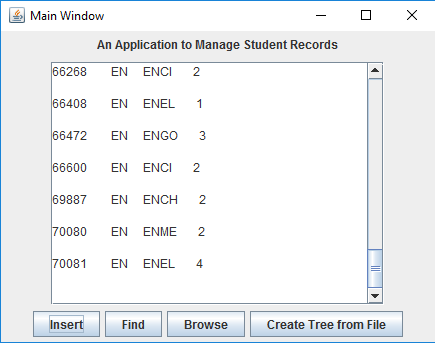 Main Window
An Application to Manage Student Records
66268 EN ENCI 2
66408 EN ENEL 1
66472 EN ENGO 3
66600 EN ENCI 2
69887 EN ENCH 2
70080 EN ENME 2
70081 EN ENEL 4
Insert Find Browse Create Tree from File